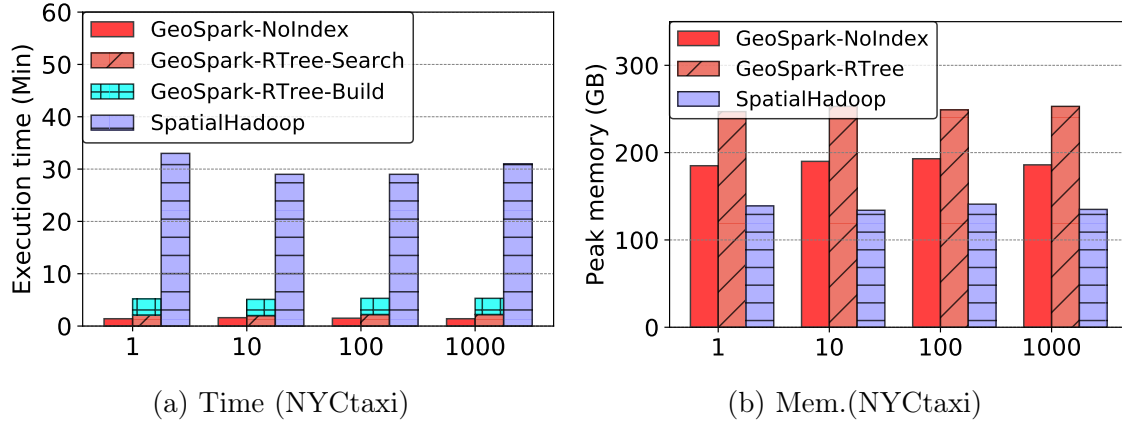 Execution time (Min)
60
50
40
30
20
10
0
GeoSpark-NoIndex
GeoSpark-RTree-Search
GeoSpark-RTree-Build
SpatialHadoop
1 10 100 1000
(a) Time (NYCtaxi)
Peak memory (GB)
300
200
100
0
GeoSpark-NoIndex
GeoSpark-RTree
SpatialHadoop
1 10 100 1000
(b) Mem.(NYCtaxi)